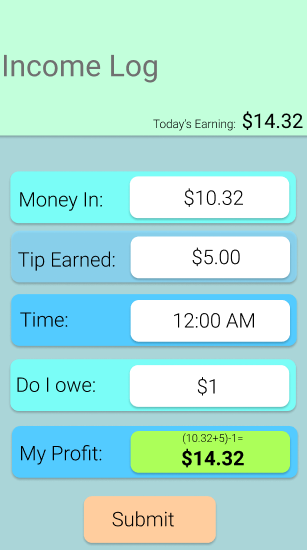 Income Log
Today's Earning: $14.32
Money In: $10.32
Tip Earned: $5.00
Time: 12:00 AM
Do I owe: $1
(10.32+5)-1=
My Profit: $14.32
Submit